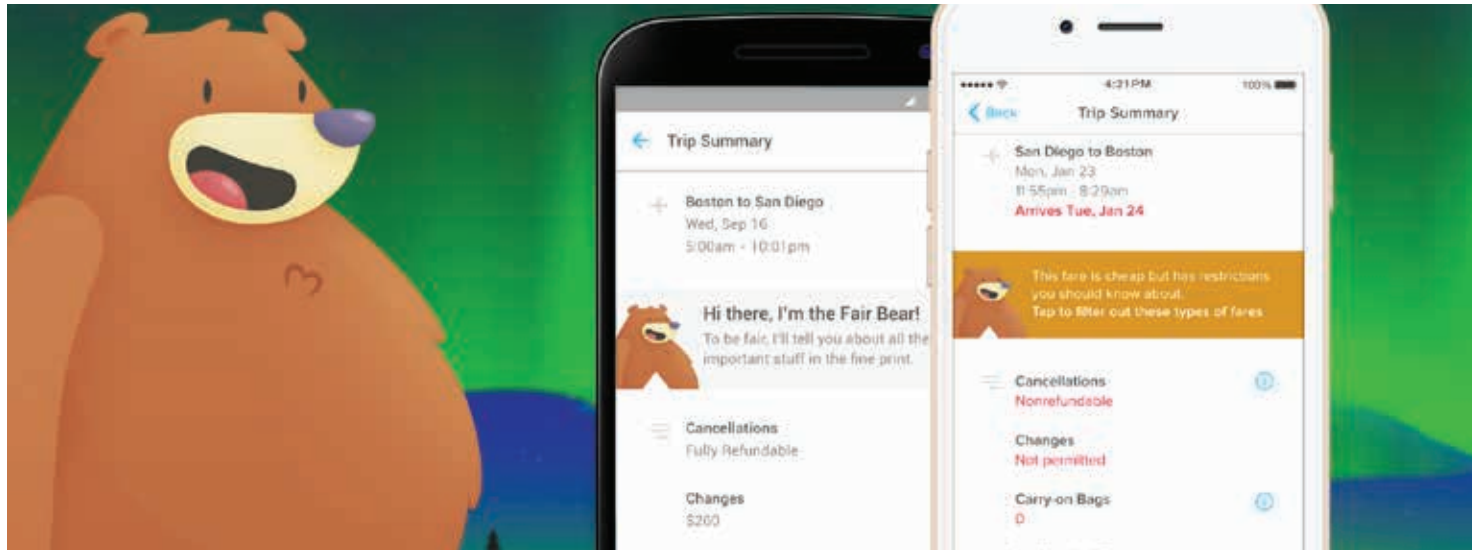 Trip Summary
Boston to San Diego
Wed, Sep 16
5:00am - 10:01pm
Hi there, I'm the Fair Bear!
To be fair, I'll tell you about all the
important stuff in the fine print.
Cancellations
Fully Refundable
Changes
$200
4:21 PM
100%
Back
Trip Summary
San Diego to Boston
Mon, Jan 23
11:55pm - 8:29am
Arrives Tue, Jan 24
This fare is cheap but has restrictions
you should know about.
Tap to filter out these types of fares
Cancellations
Nonrefundable
Changes
Not permitted
Carry-on Bags
0